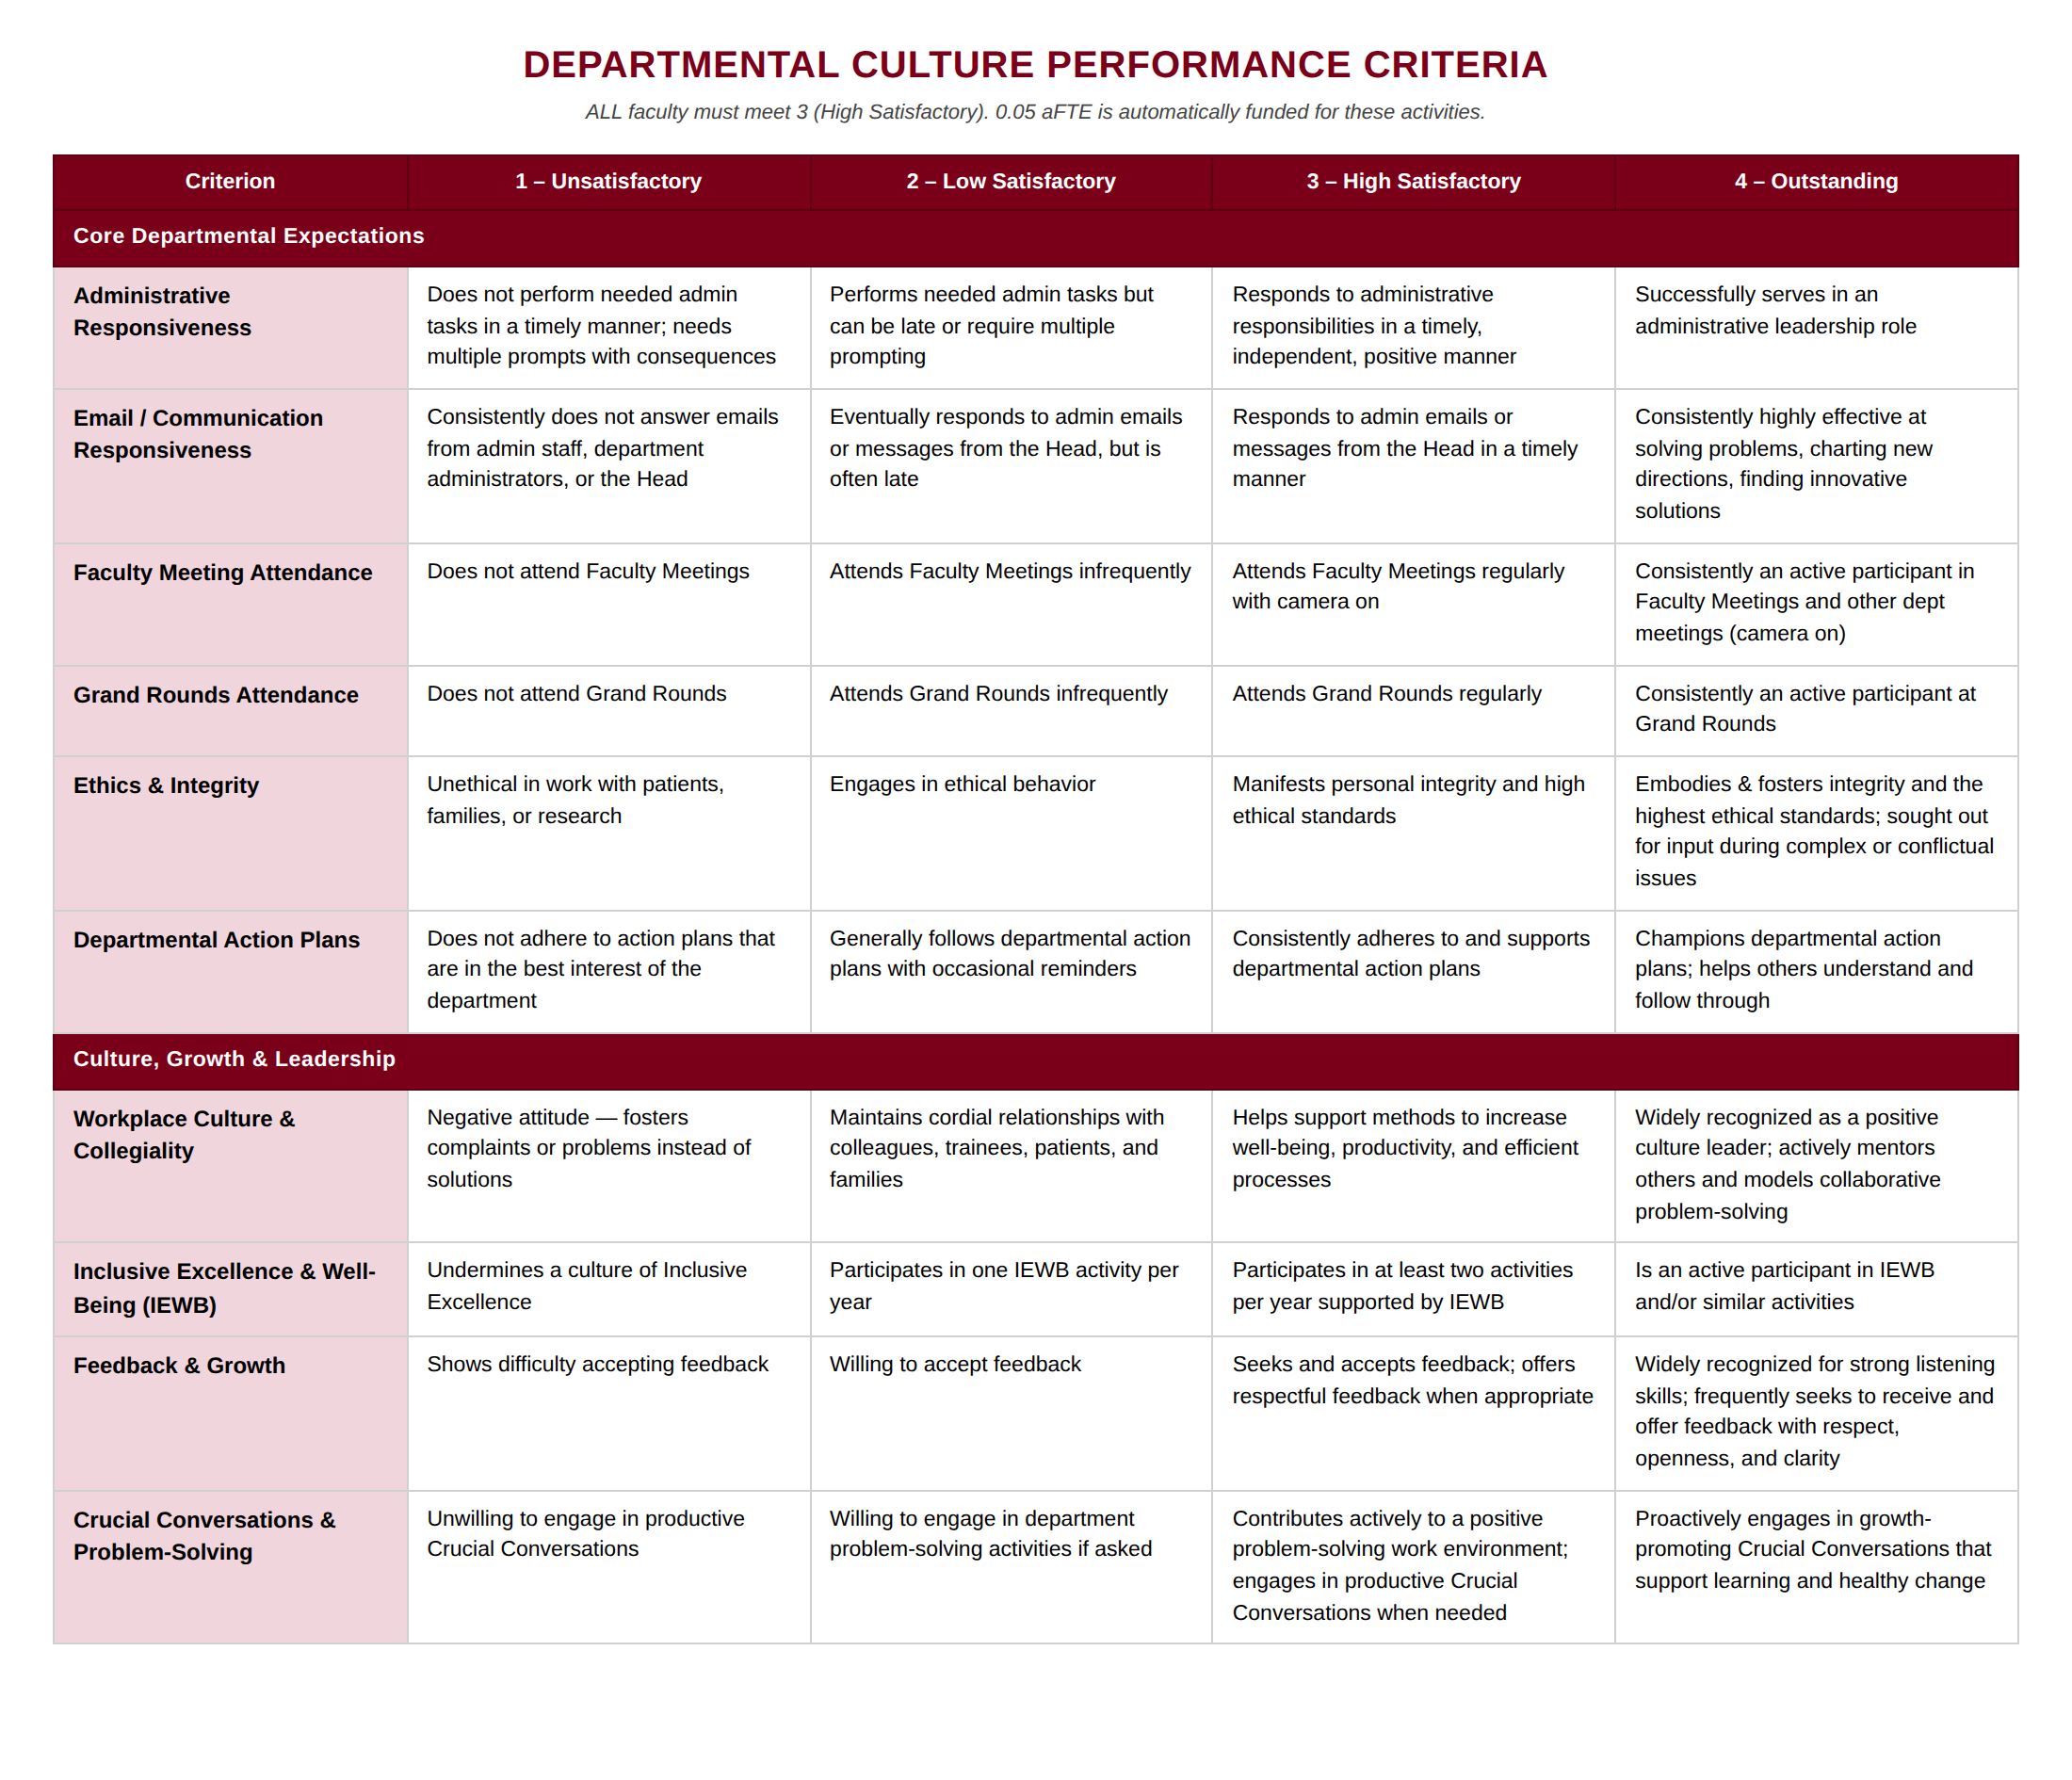 DEPARTMENTAL CULTURE PERFORMANCE CRITERIA
ALL faculty must meet 3 (High Satisfactory). 0.05 aFTE is automatically funded for these activities.
Criterion
1 – Unsatisfactory
2 – Low Satisfactory
3 – High Satisfactory
4 – Outstanding
Core Departmental Expectations
Administrative
Responsiveness
Does not perform needed admin
tasks in a timely manner; needs
multiple prompts with consequences
Performs needed admin tasks but
can be late or require multiple
prompting
Responds to administrative
responsibilities in a timely,
independent, positive manner
Successfully serves in an
administrative leadership role
Email / Communication
Responsiveness
Consistently does not answer emails
from admin staff, department
administrators, or the Head
Eventually responds to admin emails
or messages from the Head, but is
often late
Responds to admin emails or
messages from the Head in a timely
manner
Consistently highly effective at
solving problems, charting new
directions, finding innovative
solutions
Faculty Meeting Attendance
Does not attend Faculty Meetings
Attends Faculty Meetings infrequently
Attends Faculty Meetings regularly
with camera on
Consistently an active participant in
Faculty Meetings and other dept
meetings (camera on)
Grand Rounds Attendance
Does not attend Grand Rounds
Attends Grand Rounds infrequently
Attends Grand Rounds regularly
Consistently an active participant at
Grand Rounds
Ethics & Integrity
Unethical in work with patients,
families, or research
Engages in ethical behavior
Manifests personal integrity and high
ethical standards
Embodies & fosters integrity and the
highest ethical standards; sought out
for input during complex or conflictual
issues
Departmental Action Plans
Does not adhere to action plans that
are in the best interest of the
department
Generally follows departmental action
plans with occasional reminders
Consistently adheres to and supports
departmental action plans
Champions departmental action
plans; helps others understand and
follow through
Culture, Growth & Leadership
Workplace Culture &
Collegiality
Negative attitude — fosters
complaints or problems instead of
solutions
Maintains cordial relationships with
colleagues, trainees, patients, and
families
Helps support methods to increase
well-being, productivity, and efficient
processes
Widely recognized as a positive
culture leader; actively mentors
others and models collaborative
problem-solving
Inclusive Excellence & Well-
Being (IEWB)
Undermines a culture of Inclusive
Excellence
Participates in one IEWB activity per
year
Participates in at least two activities
per year supported by IEWB
Is an active participant in IEWB
and/or similar activities
Feedback & Growth
Shows difficulty accepting feedback
Willing to accept feedback
Seeks and accepts feedback; offers
respectful feedback when appropriate
Widely recognized for strong listening
skills; frequently seeks to receive and
offer feedback with respect,
openness, and clarity
Crucial Conversations &
Problem-Solving
Unwilling to engage in productive
Crucial Conversations
Willing to engage in department
problem-solving activities if asked
Contributes actively to a positive
problem-solving work environment;
engages in productive Crucial
Conversations when needed
Proactively engages in growth-
promoting Crucial Conversations that
support learning and healthy change